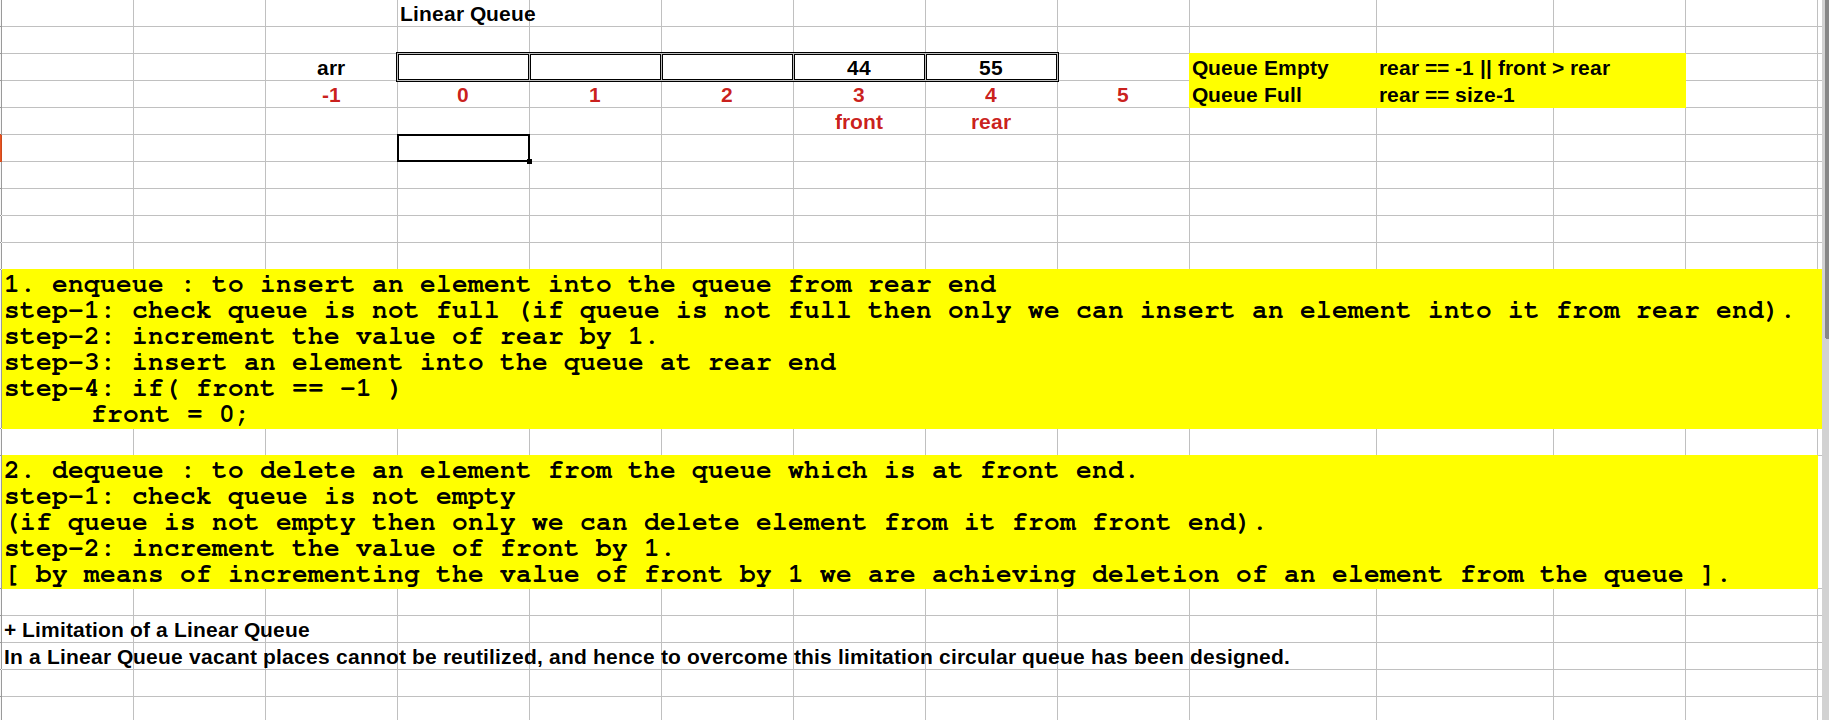 Linear Queue
arr 44 55 Queue Empty rear == -1 || front > rear
-1 0 1 2 3 4 5 Queue Full rear == size-1
front rear
1. enqueue : to insert an element into the queue from rear end
step-1: check queue is not full (if queue is not full then only we can insert an element into it from rear end).
step-2: increment the value of rear by 1.
step-3: insert an element into the queue at rear end
step-4: if( front == -1 )
front = 0;
2. dequeue : to delete an element from the queue which is at front end.
step-1: check queue is not empty
(if queue is not empty then only we can delete element from it from front end).
step-2: increment the value of front by 1.
[ by means of incrementing the value of front by 1 we are achieving deletion of an element from the queue ].
+ Limitation of a Linear Queue
In a Linear Queue vacant places cannot be reutilized, and hence to overcome this limitation circular queue has been designed.